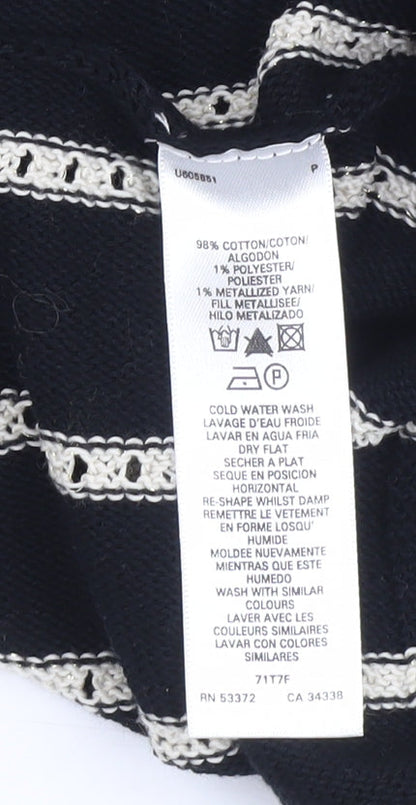 U605B51 P
98% COTTON/COTON/
ALGODON
1% POLYESTER/
POLIESTER
1% METALLIZED YARN/
FILL METALLISEE/
HILO METALIZADO
P
COLD WATER WASH
LAVAGE D'EAU FROIDE
LAVAR EN AGUA FRIA
DRY FLAT
SECHER A PLAT
SEQUE EN POSICION
HORIZONTAL
RE-SHAPE WHILST DAMP
REMETTRE LE VETEMENT
EN FORME LOSQU'
HUMIDE
MOLDEE NUEVAMENTE
MIENTRAS QUE ESTE
HUMEDO
WASH WITH SIMILAR
COLOURS
LAVER AVEC LES
COULEURS SIMILAIRES
LAVAR CON COLORES
SIMILARES
71T7F
RN 53372 CA 34338